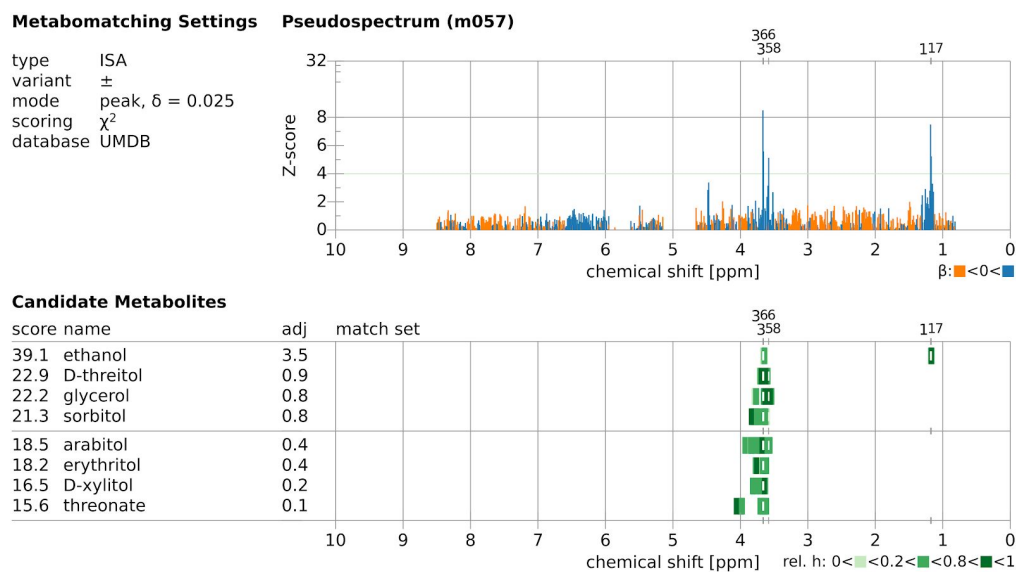 Metabomatching Settings
type ISA
variant ±
mode peak, δ = 0.025
scoring χ²
database UMDB
Pseudospectrum (m057)
366
358
117
32
8
6
4
2
0
Z-score
10 9 8 7 6 5 4 3 2 1 0
chemical shift [ppm]
β: <0<
Candidate Metabolites
score name adj match set
366
358
117
39.1 ethanol 3.5
22.9 D-threitol 0.9
22.2 glycerol 0.8
21.3 sorbitol 0.8
18.5 arabitol 0.4
18.2 erythritol 0.4
16.5 D-xylitol 0.2
15.6 threonate 0.1
10 9 8 7 6 5 4 3 2 1 0
chemical shift [ppm] rel. h: 0< <0.2< <0.8< <1